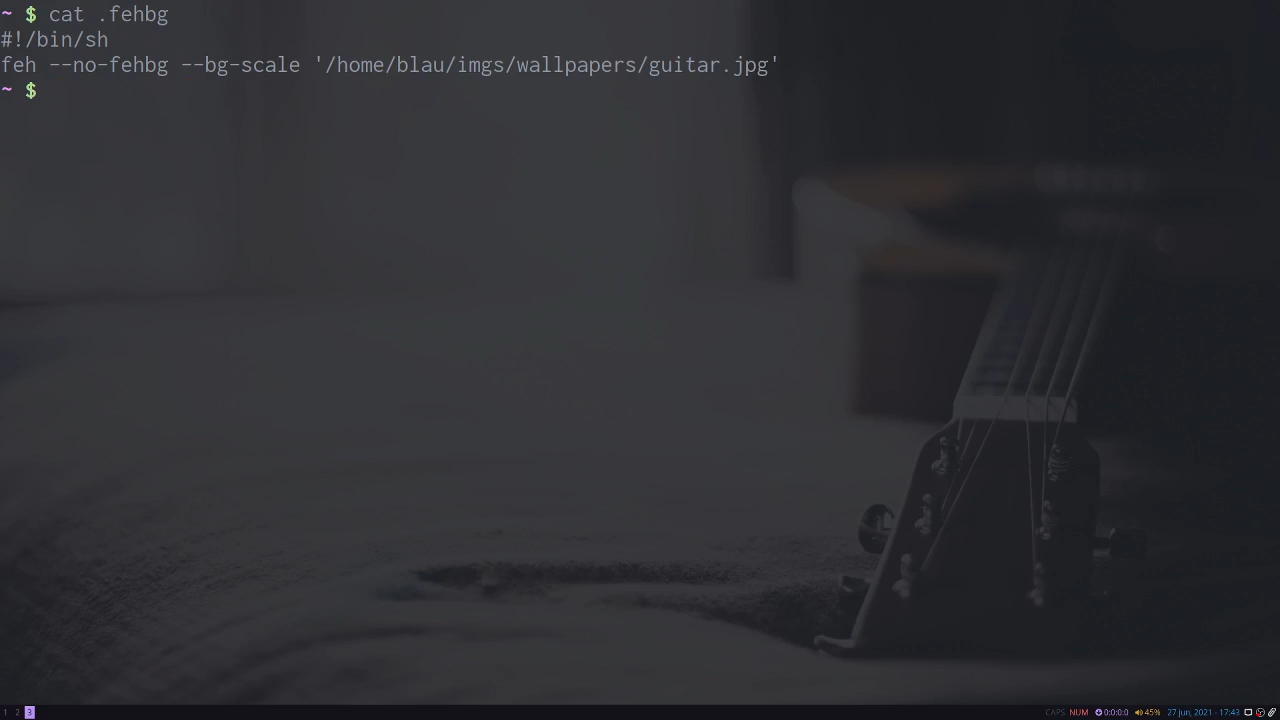 ~ $ cat .fehbg
#!/bin/sh
feh --no-fehbg --bg-scale '/home/blau/imgs/wallpapers/guitar.jpg'
~ $
1 2 3 CAPS NUM 0:0:0:0 45% 27 jun, 2021 - 17:43